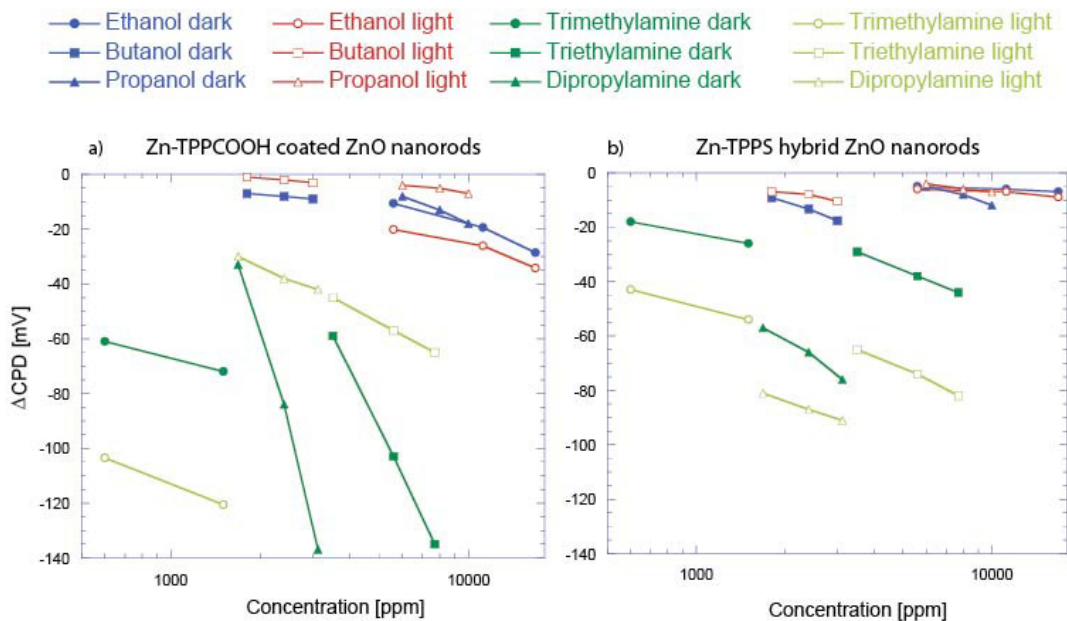 Ethanol dark Ethanol light Trimethylamine dark Trimethylamine light
Butanol dark Butanol light Triethylamine dark Triethylamine light
Propanol dark Propanol light Dipropylamine dark Dipropylamine light
a) Zn-TPPCOOH coated ZnO nanorods
0
-20
-40
-60
-80
-100
-120
-140
ΔCPD [mV]
1000 10000
Concentration [ppm]
b) Zn-TPPS hybrid ZnO nanorods
0
-20
-40
-60
-80
-100
-120
-140
1000 10000
Concentration [ppm]